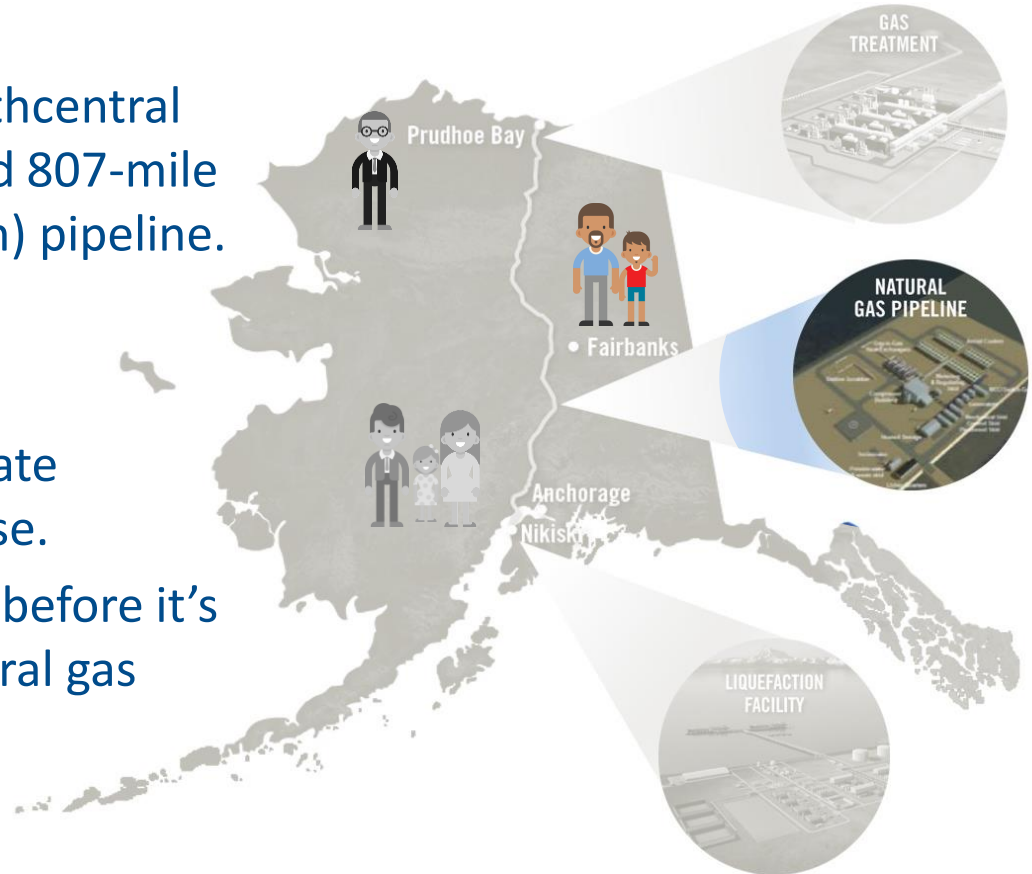 thcentral
d 807-mile
n) pipeline.
ate
se.
before it’s
ral gas
GAS
TREATMENT
Prudhoe Bay
NATURAL
GAS PIPELINE
Fairbanks
Anchorage
Nikiski
LIQUEFACTION
FACILITY